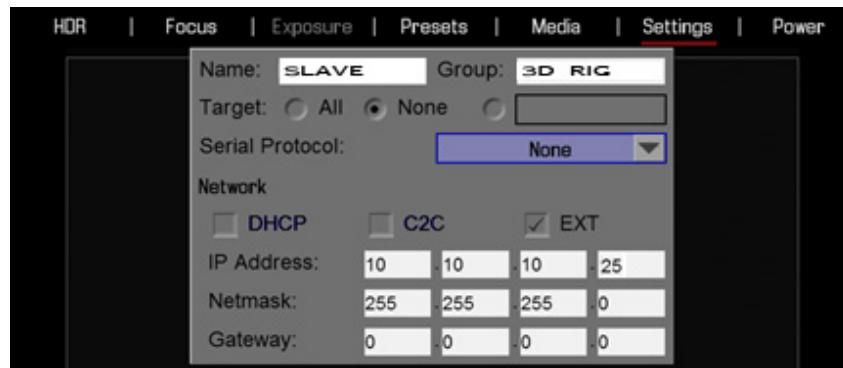 HDR | Focus | Exposure | Presets | Media | Settings | Power
Name: SLAVE Group: 3D RIG
Target: All None
Serial Protocol: None
Network
DHCP C2C EXT
IP Address: 10 . 10 . 10 . 25
Netmask: 255 . 255 . 255 . 0
Gateway: 0 . 0 . 0 . 0